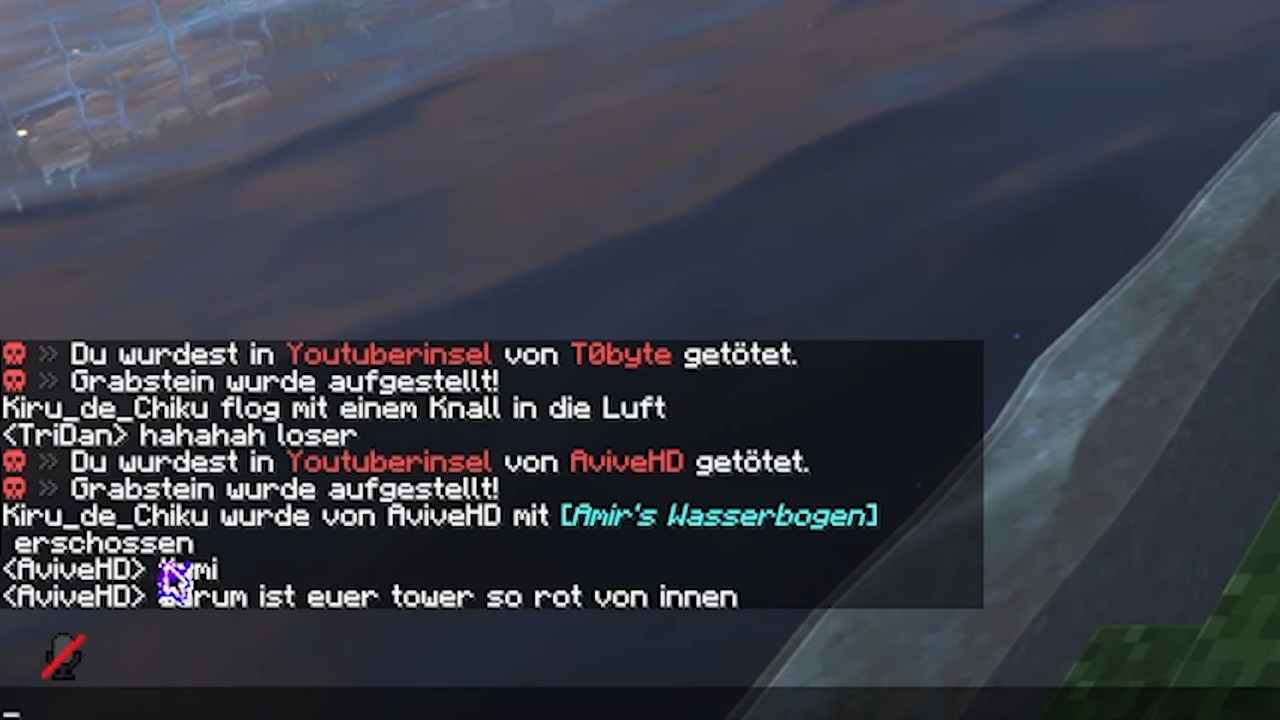 » Du wurdest in Youtuberinsel von T0byte getötet.
» Grabstein wurde aufgestellt!
Kiru_de_Chiku flog mit einem Knall in die Luft
<TriDan> hahahah loser
» Du wurdest in Youtuberinsel von AviveHD getötet.
» Grabstein wurde aufgestellt!
Kiru_de_Chiku wurde von AviveHD mit [Amir's Wasserbogen]
erschossen
<AviveHD>
<AviveHD> ist euer tower so rot von innen